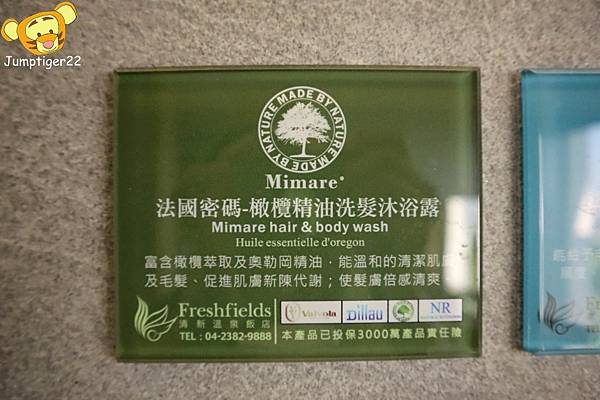 Jumptiger22
MADE BY NATURE MADE BY NATURE
Mimare
法國密碼-橄欖精油洗髮沐浴露
Mimare hair & body wash
Huile essentielle d'oregon
富含橄欖萃取及奧勒岡精油，能溫和的清潔肌膚
及毛髮、促進肌膚新陳代謝；使髮膚倍感清爽
Freshfields
清新溫泉飯店
TEL : 04-2382-9888
Valvola Dillau NR
本產品已投保3000萬產品責任險